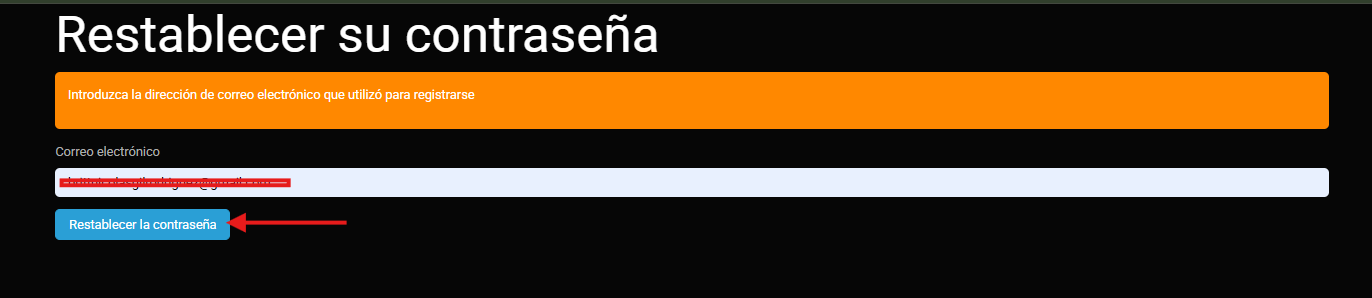 Restablecer su contraseña
Introduzca la dirección de correo electrónico que utilizó para registrarse
Correo electrónico
Restablecer la contraseña